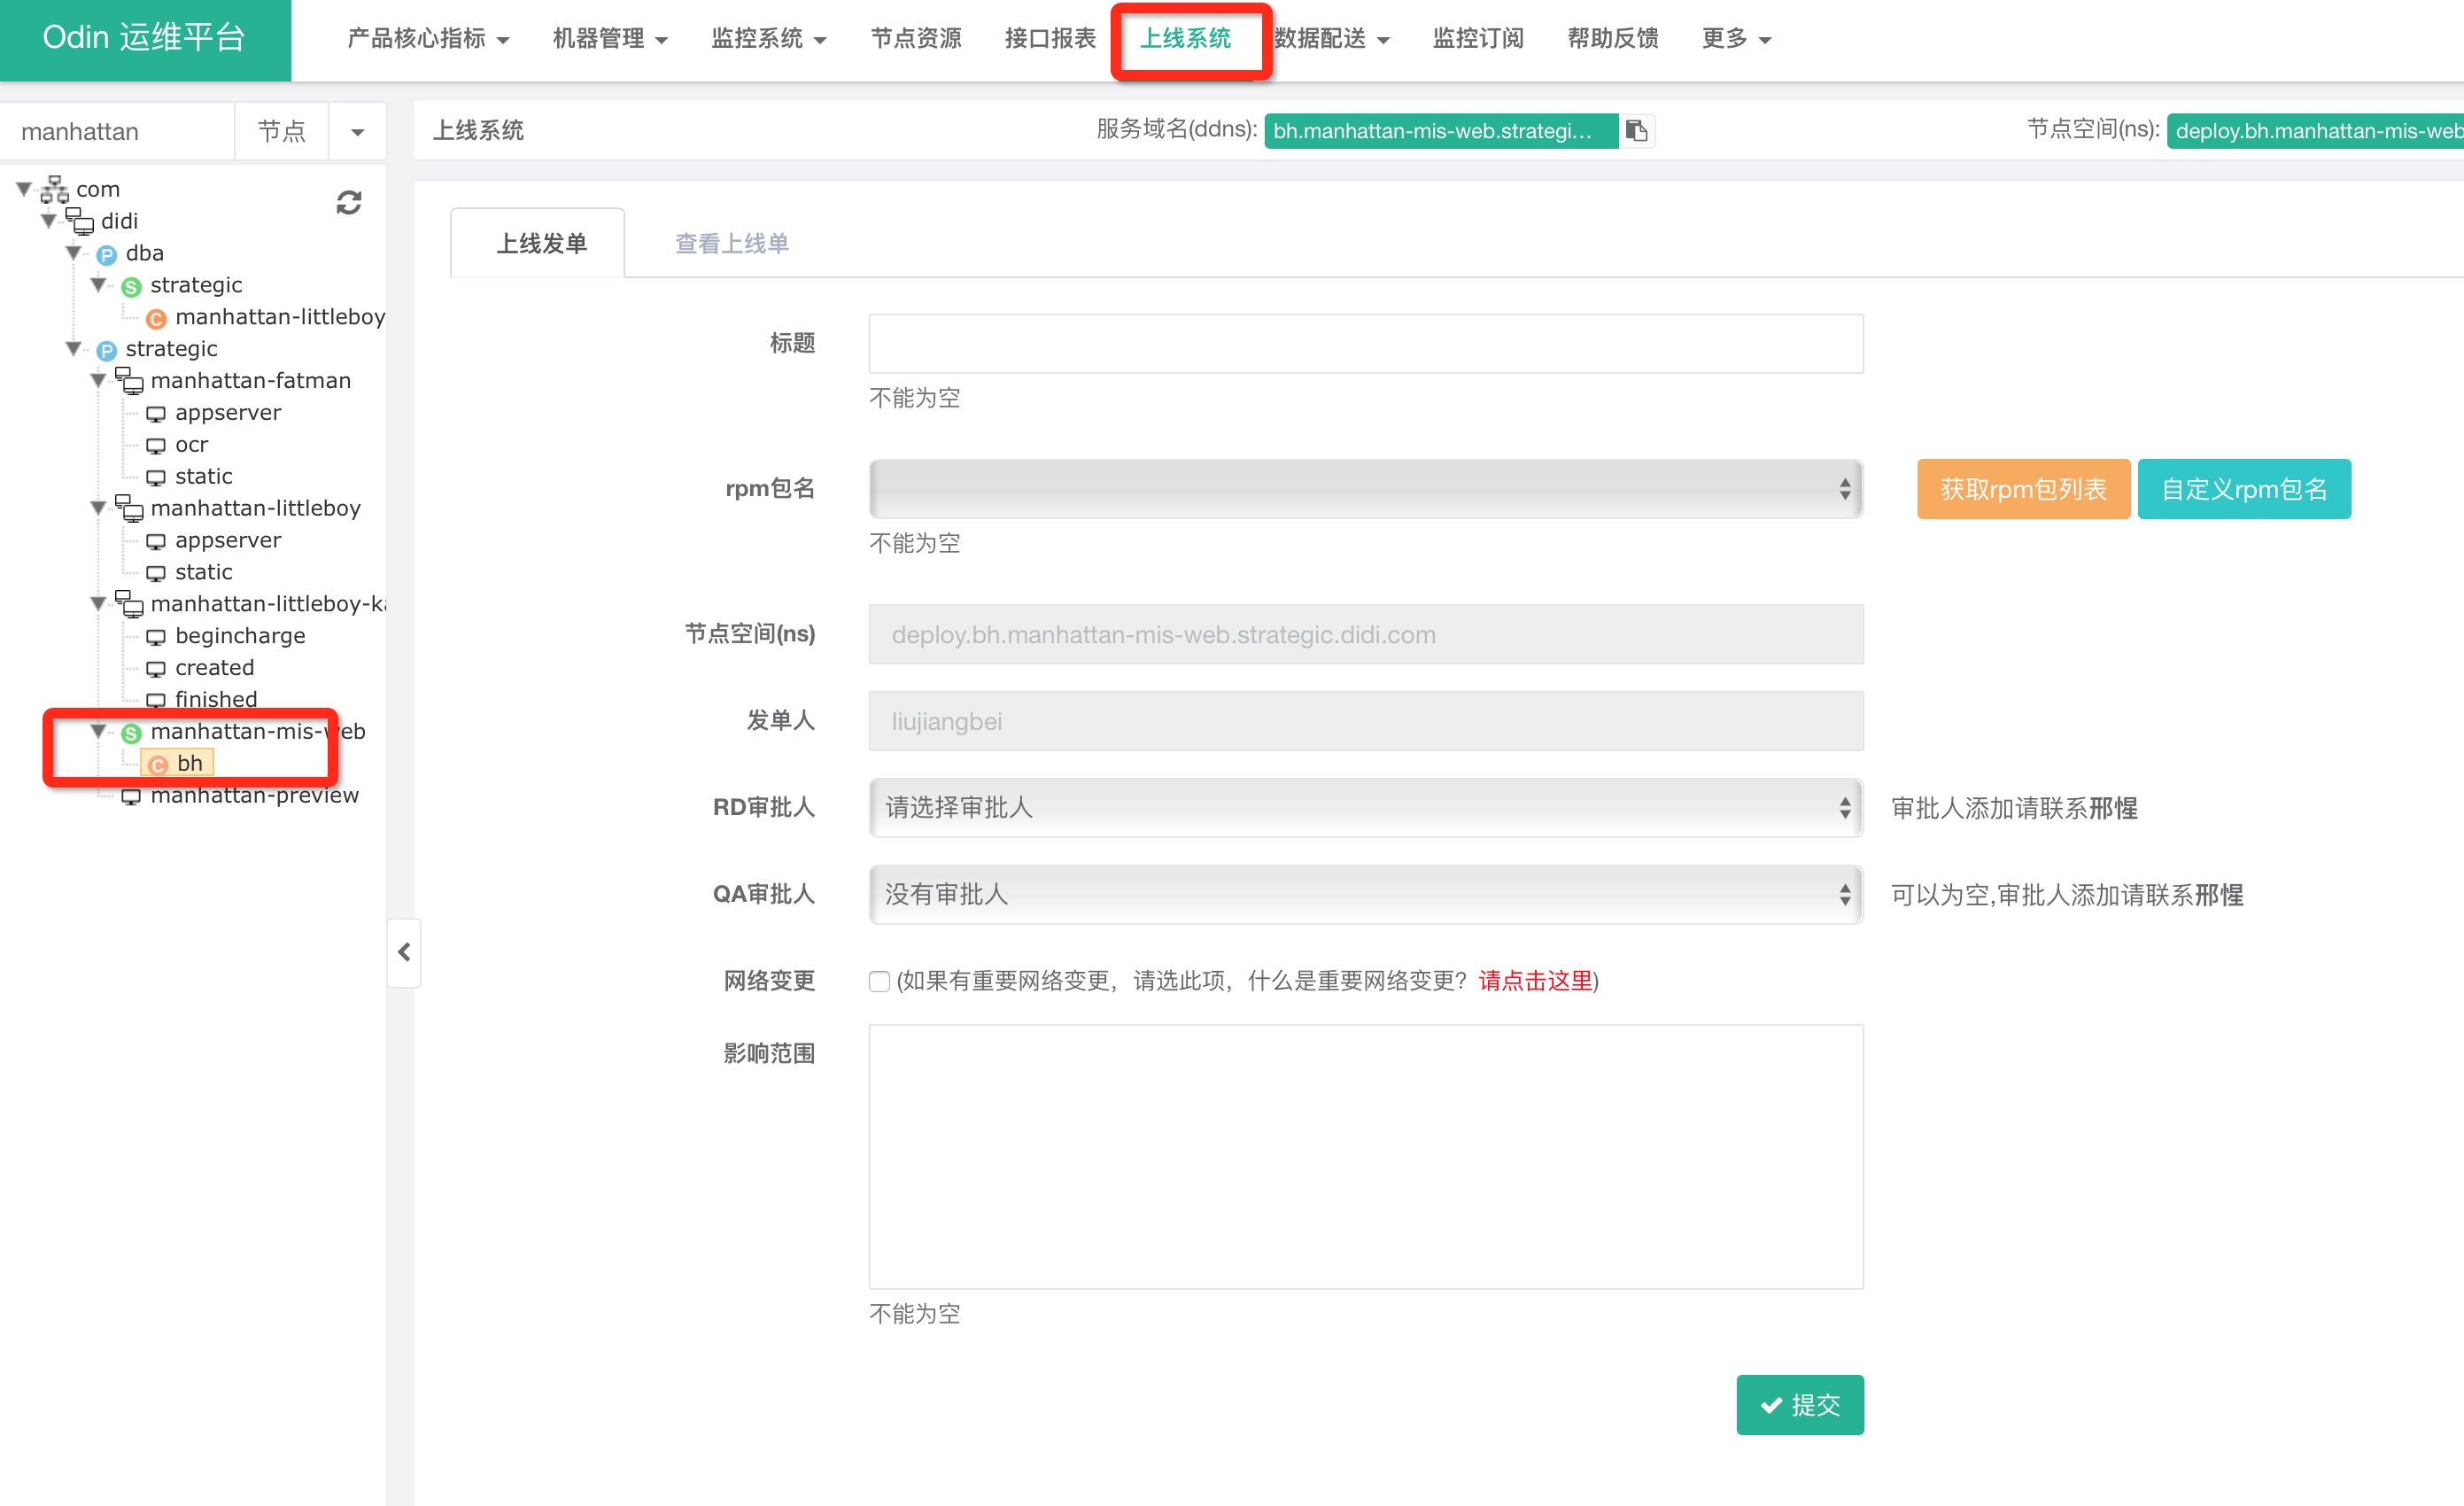 Odin 运维平台
产品核心指标 机器管理 监控系统 节点资源 接口报表 上线系统 数据配送 监控订阅 帮助反馈 更多
manhattan 节点
上线系统 服务域名(ddns): bh.manhattan-mis-web.strategi... 节点空间(ns): deploy.bh.manhattan-mis-web
com
didi
P dba
S strategic
C manhattan-littleboy
P strategic
manhattan-fatman
appserver
ocr
static
manhattan-littleboy
appserver
static
manhattan-littleboy-ka
begincharge
created
finished
S manhattan-mis-web
C bh
manhattan-preview
上线发单 查看上线单
标题
不能为空
rpm包名 获取rpm包列表 自定义rpm包名
不能为空
节点空间(ns) deploy.bh.manhattan-mis-web.strategic.didi.com
发单人 liujiangbei
RD审批人 请选择审批人 审批人添加请联系邢惺
QA审批人 没有审批人 可以为空,审批人添加请联系邢惺
网络变更 (如果有重要网络变更，请选此项，什么是重要网络变更？请点击这里)
影响范围
不能为空
提交